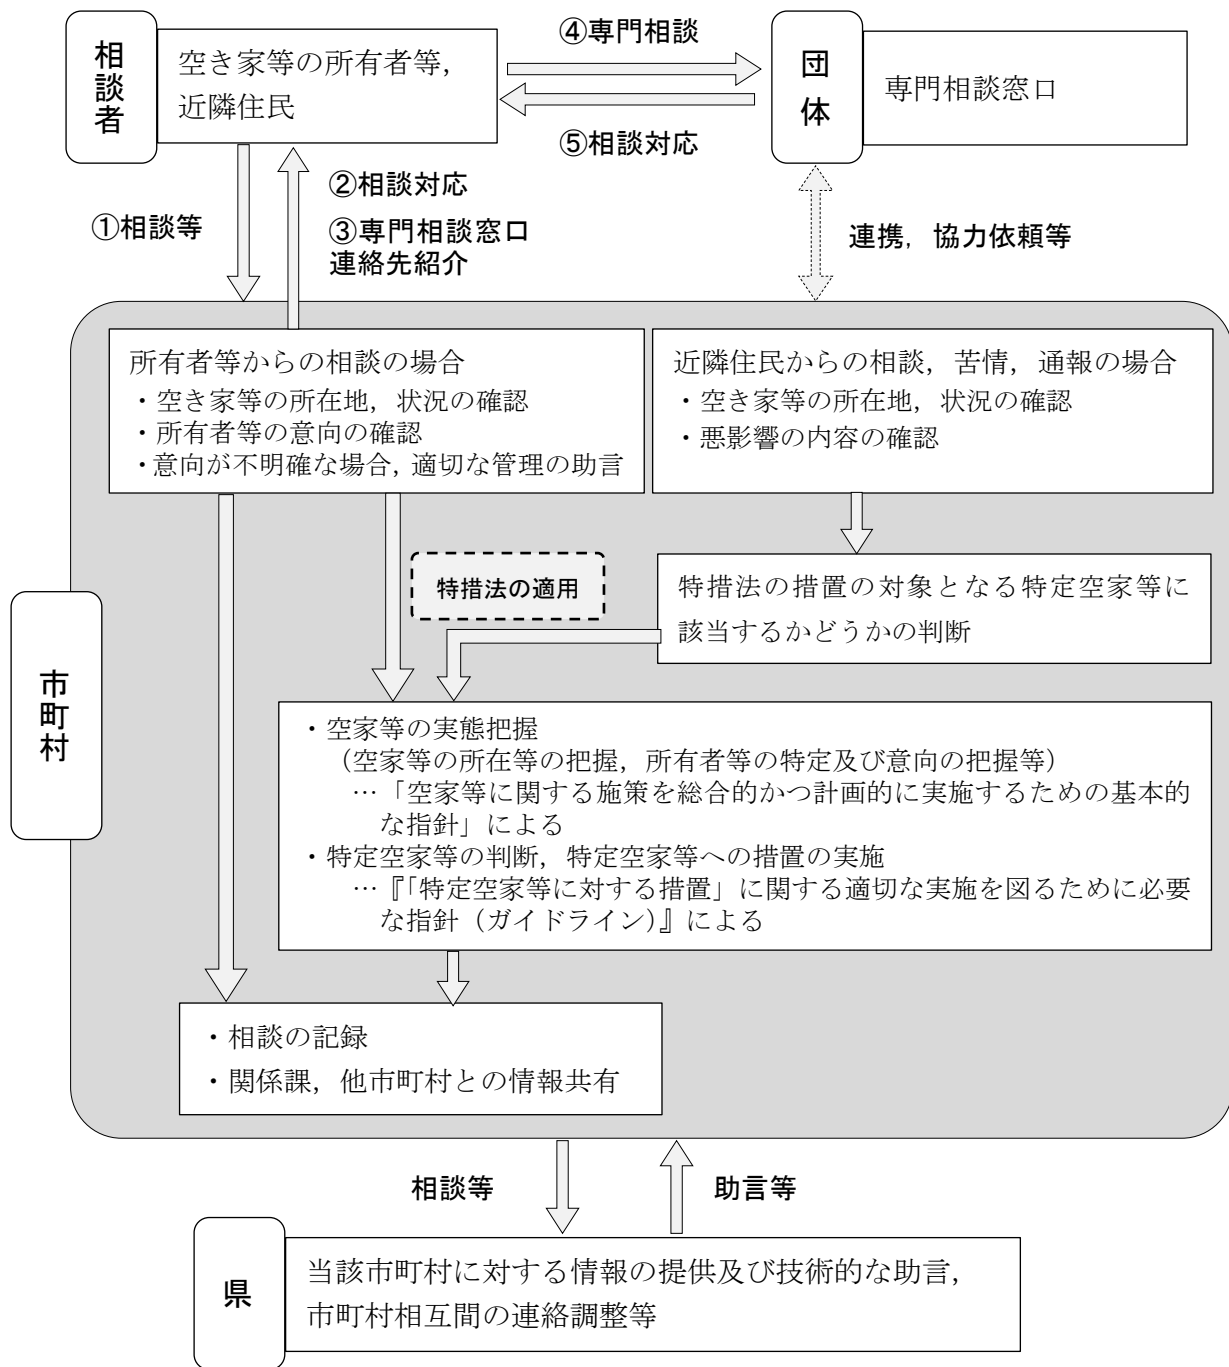 相談者
空き家等の所有者等，
近隣住民
④専門相談
⑤相談対応
団体
専門相談窓口
①相談等
②相談対応
③専門相談窓口
連絡先紹介
連携，協力依頼等
市町村
所有者等からの相談の場合
・空き家等の所在地，状況の確認
・所有者等の意向の確認
・意向が不明確な場合，適切な管理の助言
近隣住民からの相談，苦情，通報の場合
・空き家等の所在地，状況の確認
・悪影響の内容の確認
特措法の適用
特措法の措置の対象となる特定空家等に
該当するかどうかの判断
・空家等の実態把握
（空家等の所在等の把握，所有者等の特定及び意向の把握等）
…「空家等に関する施策を総合的かつ計画的に実施するための基本的
な指針」による
・特定空家等の判断，特定空家等への措置の実施
…『「特定空家等に対する措置」に関する適切な実施を図るために必要
な指針（ガイドライン）』による
・相談の記録
・関係課，他市町村との情報共有
相談等
助言等
県
当該市町村に対する情報の提供及び技術的な助言，
市町村相互間の連絡調整等